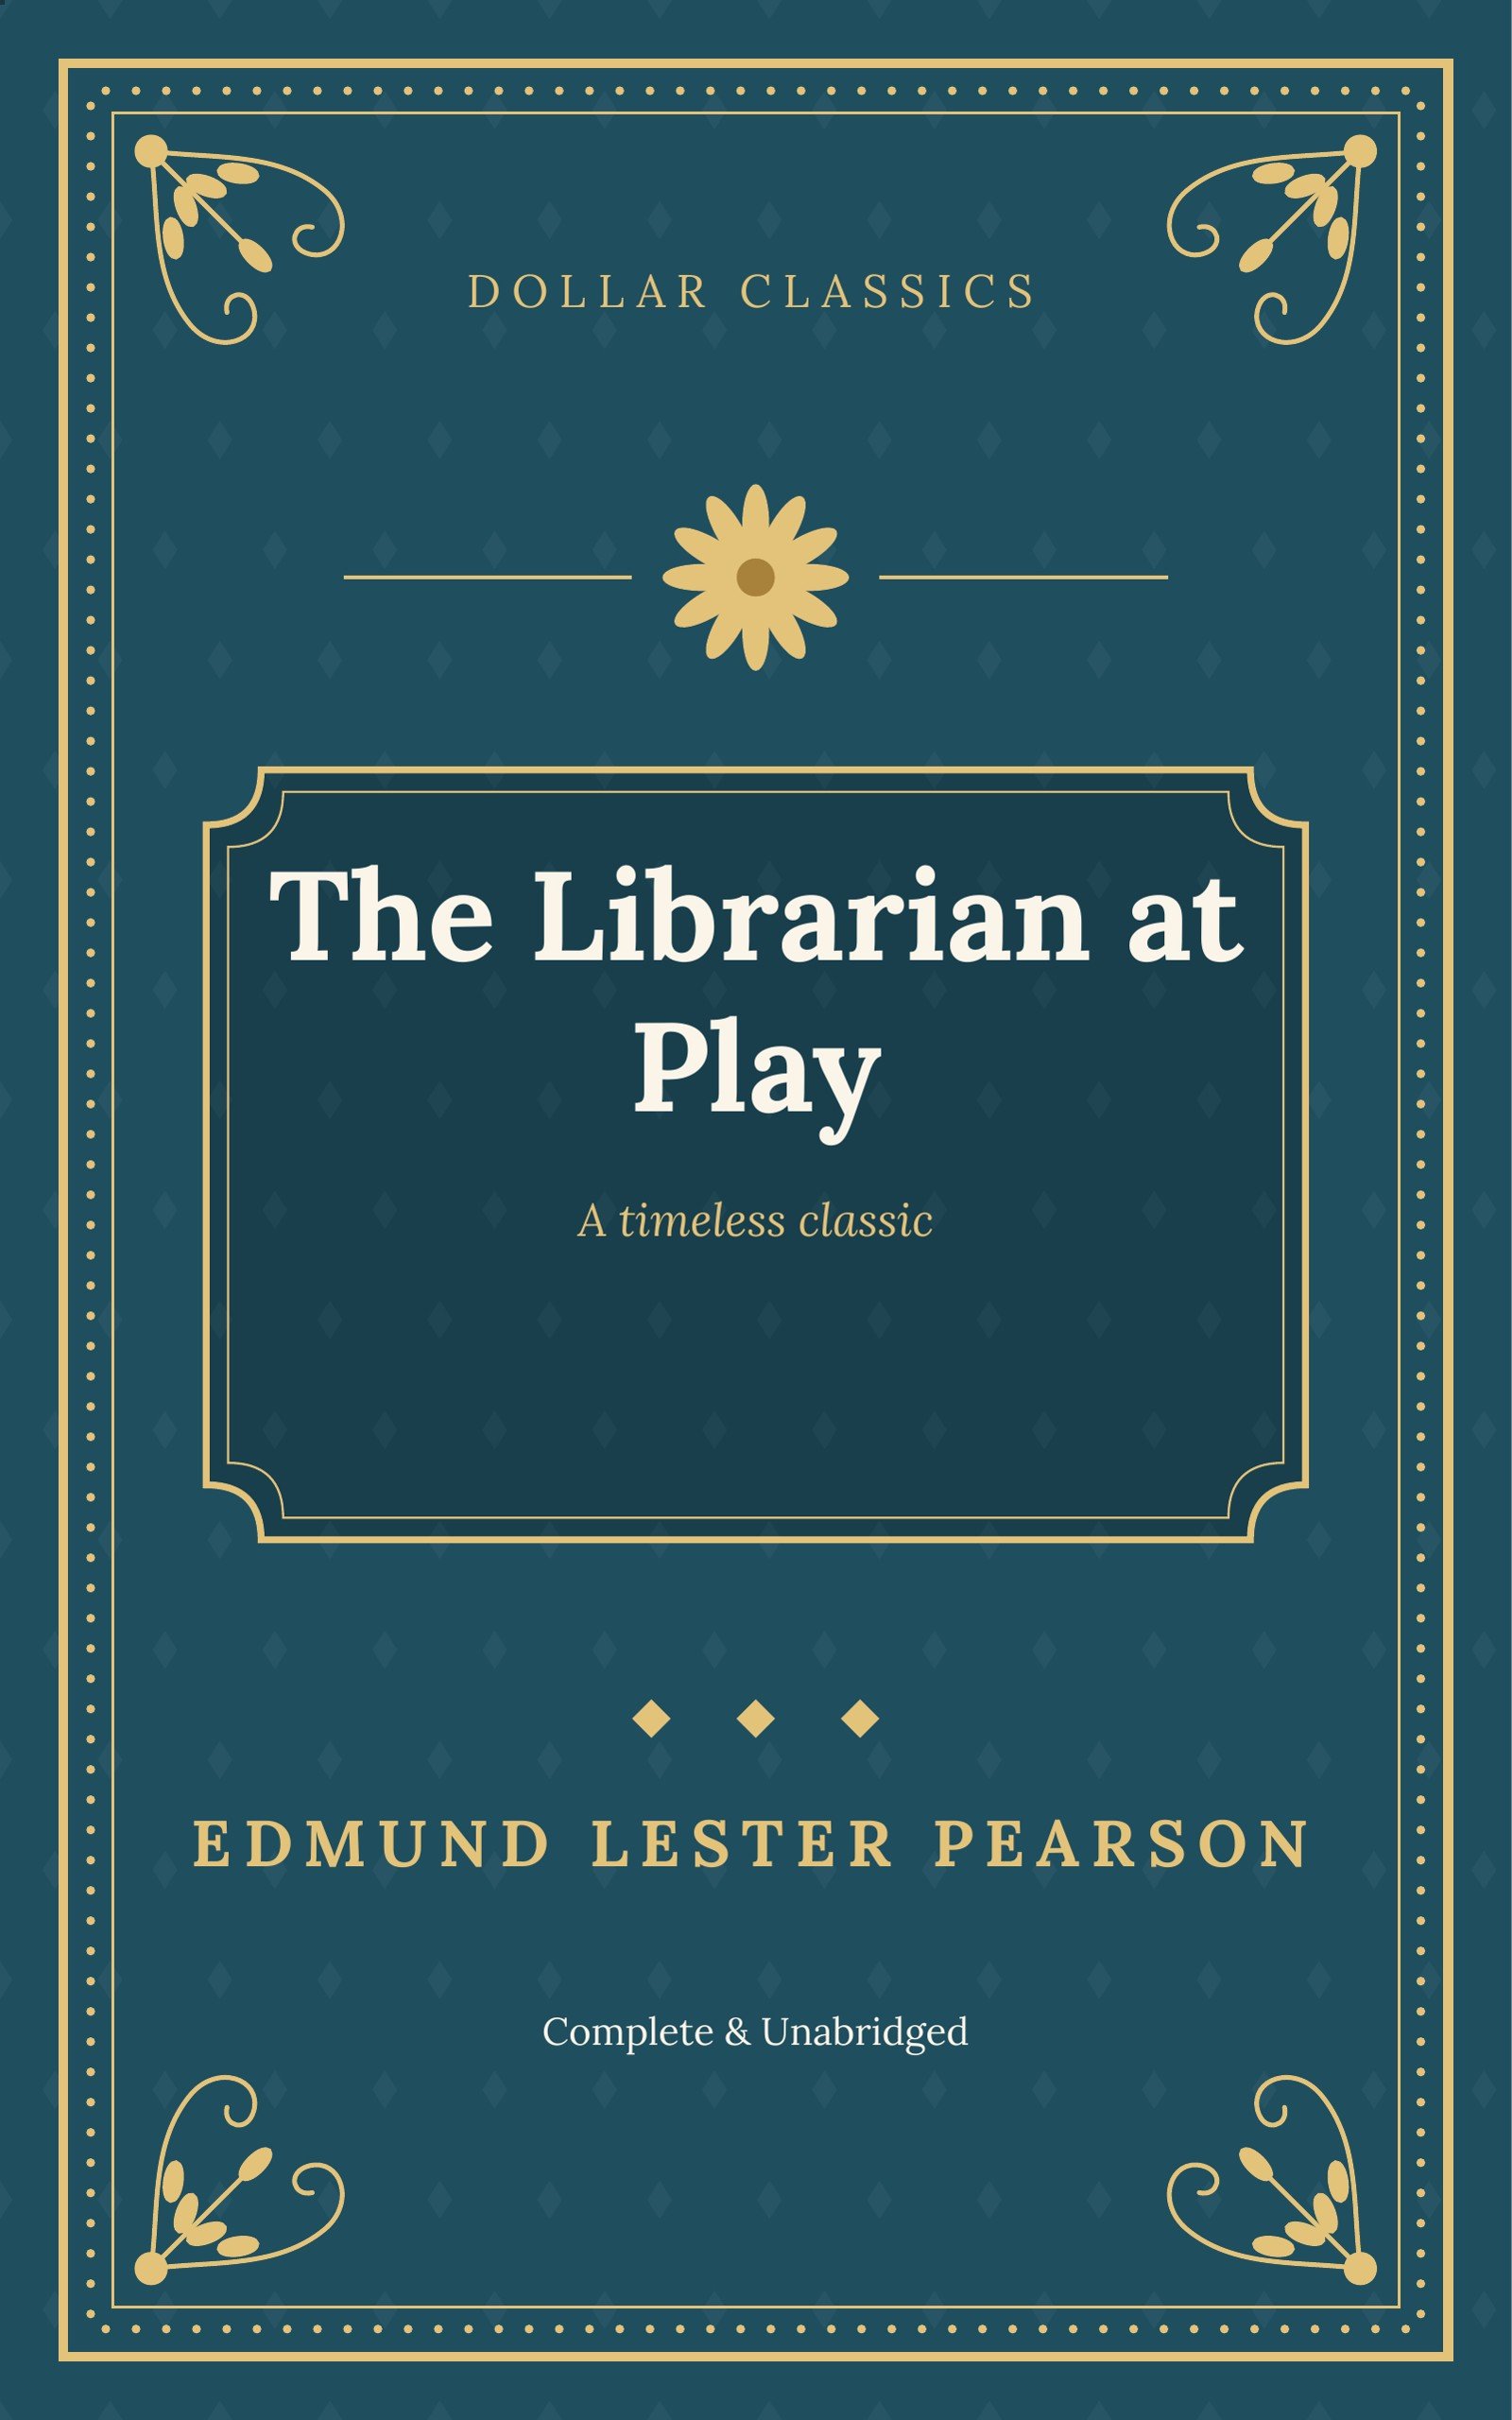 DOLLAR CLASSICS
The Librarian at
Play
A timeless classic
EDMUND LESTER PEARSON
Complete & Unabridged